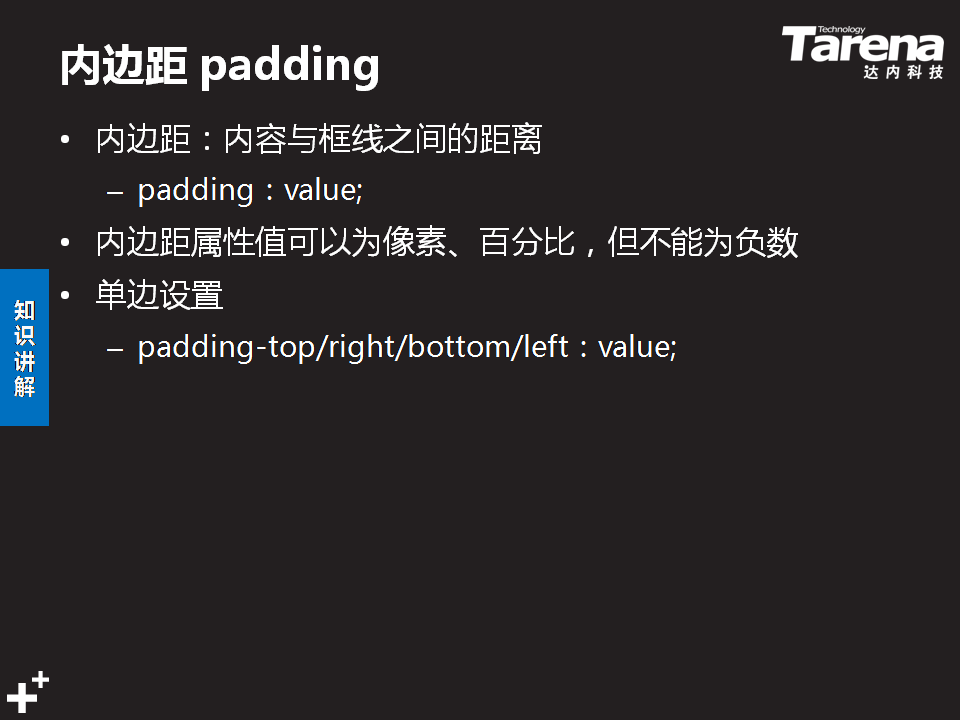 内边距 padding
Technology
Tarena
达内科技
• 内边距：内容与框线之间的距离
– padding：value;
• 内边距属性值可以为像素、百分比，但不能为负数
• 单边设置
– padding-top/right/bottom/left：value;
知识讲解